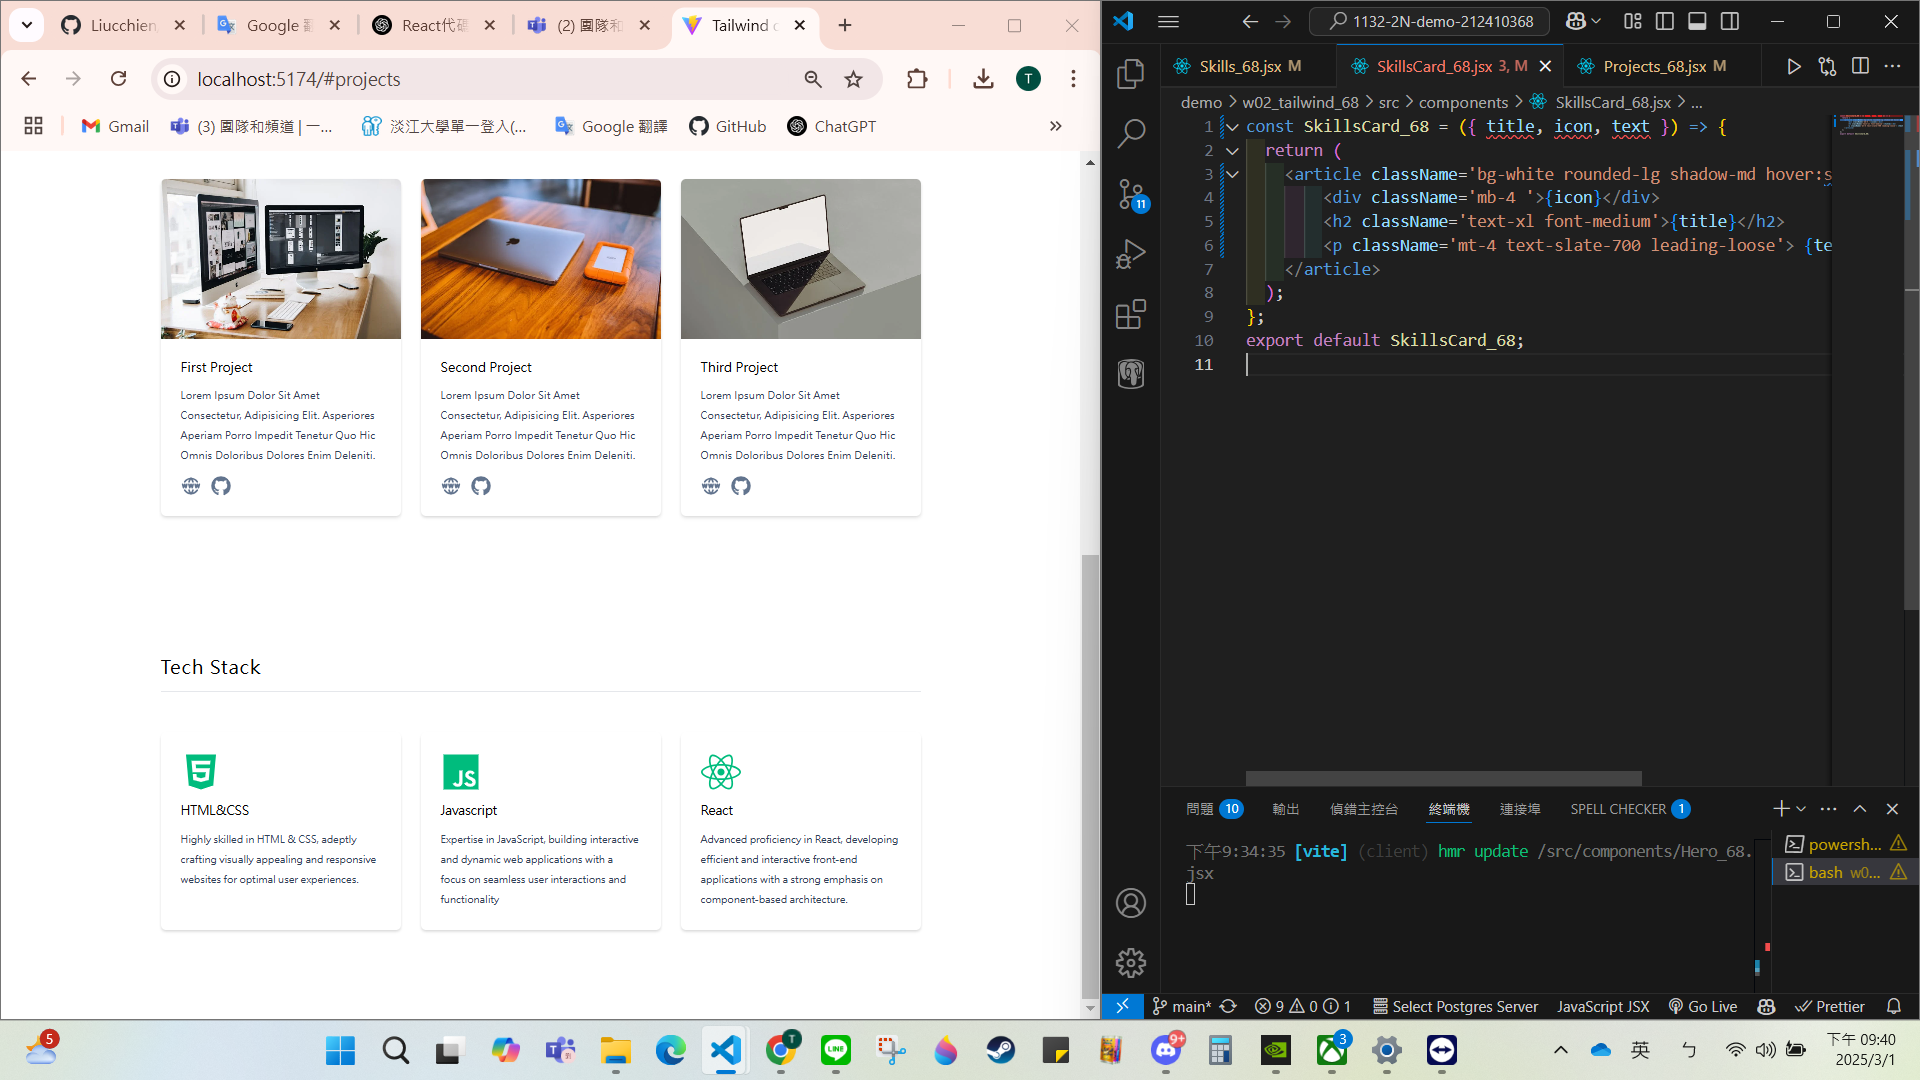 Liucchien
Google 翻
React代碼
(2) 團隊和
Tailwind c
localhost:5174/#projects
T
Gmail
(3) 團隊和頻道 | 一...
淡江大學單一登入(...
Google 翻譯
GitHub
ChatGPT
First Project
Lorem Ipsum Dolor Sit Amet
Consectetur, Adipisicing Elit. Asperiores
Aperiam Porro Impedit Tenetur Quo Hic
Omnis Doloribus Dolores Enim Deleniti.
Second Project
Lorem Ipsum Dolor Sit Amet
Consectetur, Adipisicing Elit. Asperiores
Aperiam Porro Impedit Tenetur Quo Hic
Omnis Doloribus Dolores Enim Deleniti.
Third Project
Lorem Ipsum Dolor Sit Amet
Consectetur, Adipisicing Elit. Asperiores
Aperiam Porro Impedit Tenetur Quo Hic
Omnis Doloribus Dolores Enim Deleniti.
Tech Stack
HTML&CSS
Highly skilled in HTML & CSS, adeptly
crafting visually appealing and responsive
websites for optimal user experiences.
JS
Javascript
Expertise in JavaScript, building interactive
and dynamic web applications with a
focus on seamless user interactions and
functionality
React
Advanced proficiency in React, developing
efficient and interactive front-end
applications with a strong emphasis on
component-based architecture.
1132-2N-demo-212410368
Skills_68.jsx M
SkillsCard_68.jsx 3, M
Projects_68.jsx M
demo > w02_tailwind_68 > src > components > SkillsCard_68.jsx > ...
1 const SkillsCard_68 = ({ title, icon, text }) => {
2 return (
3 <article className='bg-white rounded-lg shadow-md hover:s
4 <div className='mb-4 '>{icon}</div>
5 <h2 className='text-xl font-medium'>{title}</h2>
6 <p className='mt-4 text-slate-700 leading-loose'> {te
7 </article>
8 );
9 };
10 export default SkillsCard_68;
11
11
問題 10
輸出
偵錯主控台
終端機
連接埠
SPELL CHECKER 1
下午9:34:35 [vite] (client) hmr update /src/components/Hero_68.
jsx
powersh...
bash w0...
main*
9 0 1
Select Postgres Server
JavaScript JSX
Go Live
Prettier
5
T
LINE
9+
3
英
ㄅ
下午 09:40
2025/3/1